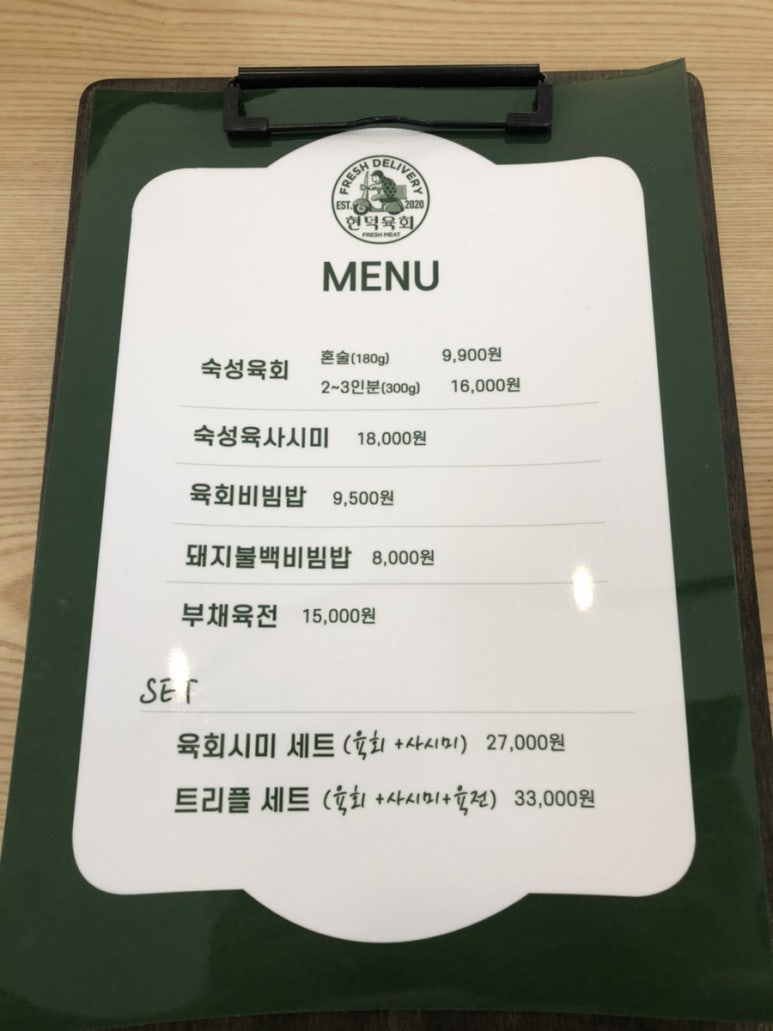 FRESH DELIVERY
EST. 2020
현덕육회
FRESH MEAT
MENU
숙성육회 혼술(180g) 9,900원
2~3인분(300g) 16,000원
숙성육사시미 18,000원
육회비빔밥 9,500원
돼지불백비빔밥 8,000원
부채육전 15,000원
SET
육회시미 세트 (육회 +사시미) 27,000원
트리플 세트 (육회 +사시미+육전) 33,000원